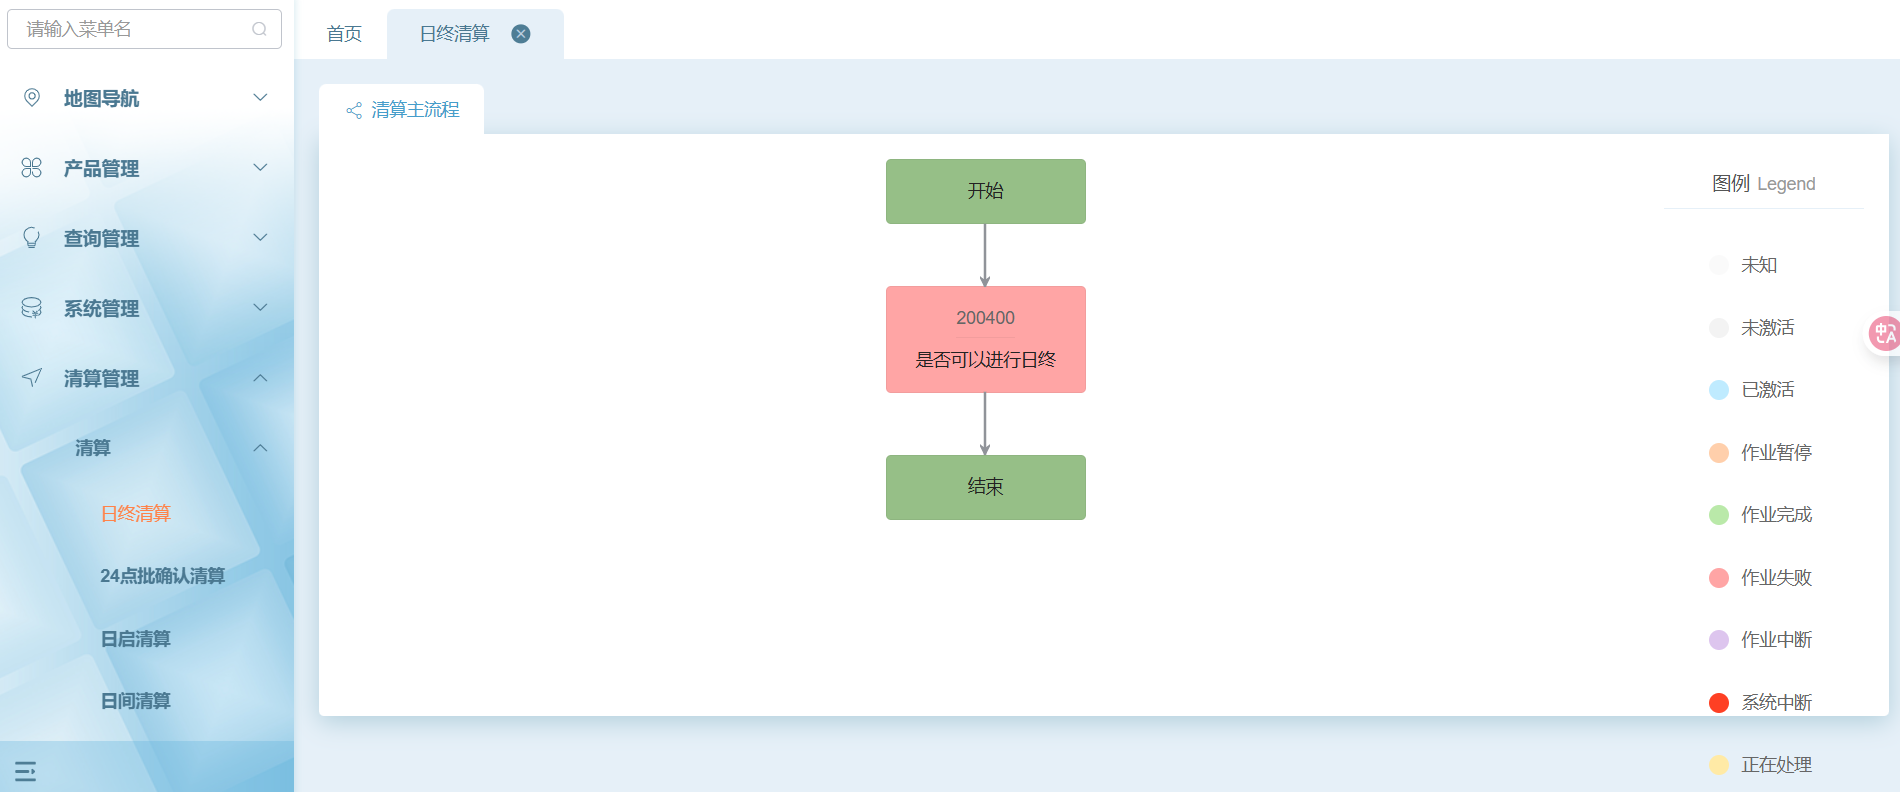 请输入菜单名
地图导航
产品管理
查询管理
系统管理
清算管理
清算
日终清算
24点批确认清算
日启清算
日间清算
首页
日终清算
清算主流程
开始
200400
是否可以进行日终
结束
图例 Legend
未知
未激活
已激活
作业暂停
作业完成
作业失败
作业中断
系统中断
正在处理
中A